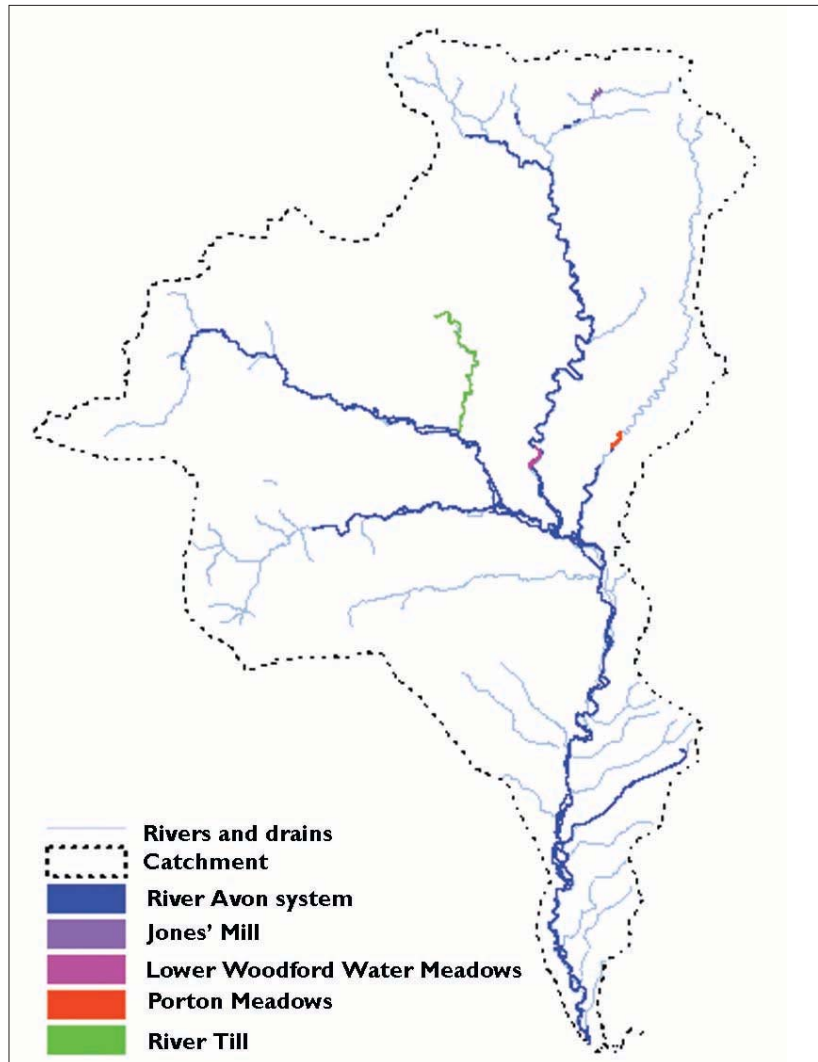 Rivers and drains
Catchment
River Avon system
Jones’ Mill
Lower Woodford Water Meadows
Porton Meadows
River Till